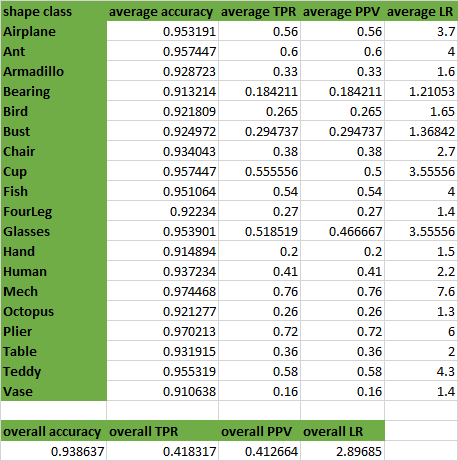 shape class average accuracy average TPR average PPV average LR
Airplane 0.953191 0.56 0.56 3.7
Ant 0.957447 0.6 0.6 4
Armadillo 0.928723 0.33 0.33 1.6
Bearing 0.913214 0.184211 0.184211 1.21053
Bird 0.921809 0.265 0.265 1.65
Bust 0.924972 0.294737 0.294737 1.36842
Chair 0.934043 0.38 0.38 2.7
Cup 0.957447 0.555556 0.5 3.55556
Fish 0.951064 0.54 0.54 4
FourLeg 0.92234 0.27 0.27 1.4
Glasses 0.953901 0.518519 0.466667 3.55556
Hand 0.914894 0.2 0.2 1.5
Human 0.937234 0.41 0.41 2.2
Mech 0.974468 0.76 0.76 7.6
Octopus 0.921277 0.26 0.26 1.3
Plier 0.970213 0.72 0.72 6
Table 0.931915 0.36 0.36 2
Teddy 0.955319 0.58 0.58 4.3
Vase 0.910638 0.16 0.16 1.4
overall accuracy overall TPR overall PPV overall LR
0.938637 0.418317 0.412664 2.89685